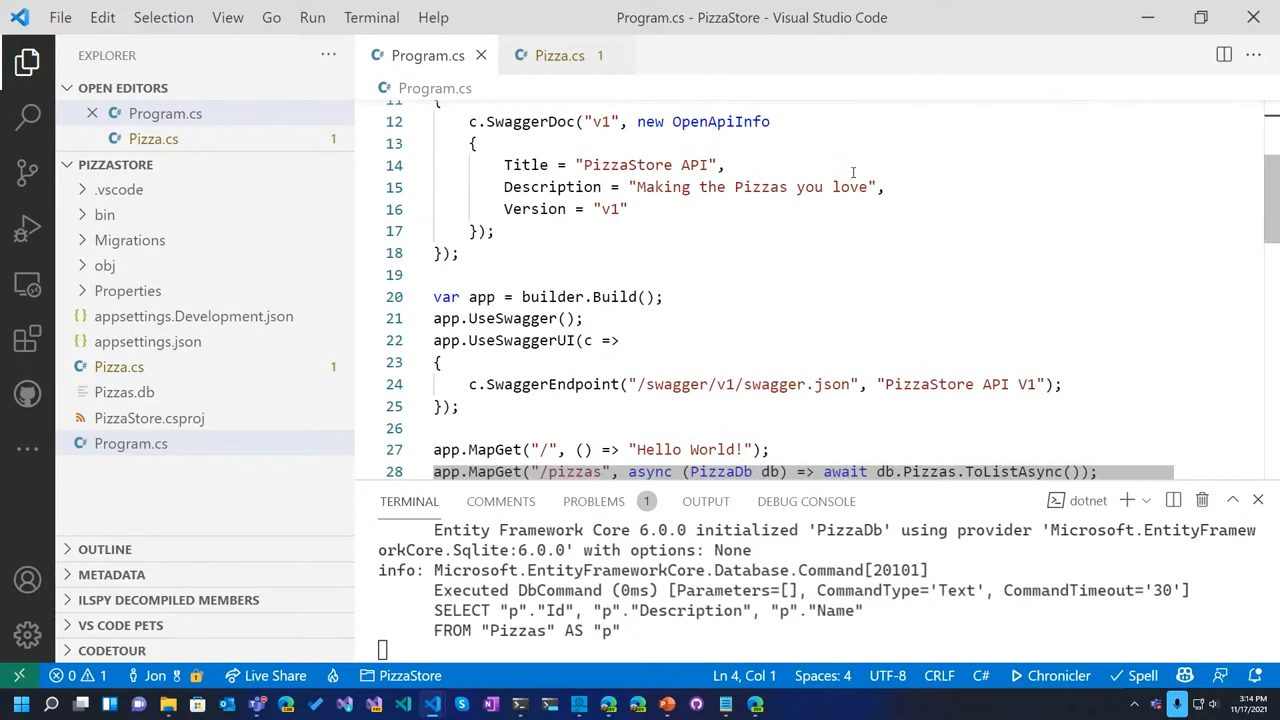 File Edit Selection View Go Run Terminal Help Program.cs - PizzaStore - Visual Studio Code
EXPLORER
OPEN EDITORS
Program.cs
Pizza.cs 1
PIZZASTORE
.vscode
bin
Migrations
obj
Properties
appsettings.Development.json
appsettings.json
Pizza.cs 1
Pizzas.db
PizzaStore.csproj
Program.cs
OUTLINE
METADATA
ILSPY DECOMPILED MEMBERS
VS CODE PETS
CODETOUR
Program.cs Pizza.cs 1
Program.cs
11 {
12 c.SwaggerDoc("v1", new OpenApiInfo
13 {
14 Title = "PizzaStore API",
15 Description = "Making the Pizzas you love",
16 Version = "v1"
17 });
18 });
19
20 var app = builder.Build();
21 app.UseSwagger();
22 app.UseSwaggerUI(c =>
23 {
24 c.SwaggerEndpoint("/swagger/v1/swagger.json", "PizzaStore API V1");
25 });
26
27 app.MapGet("/", () => "Hello World!");
28 app.MapGet("/pizzas", async (PizzaDb db) => await db.Pizzas.ToListAsync());
TERMINAL COMMENTS PROBLEMS 1 OUTPUT DEBUG CONSOLE dotnet
Entity Framework Core 6.0.0 initialized 'PizzaDb' using provider 'Microsoft.EntityFramew
orkCore.Sqlite:6.0.0' with options: None
info: Microsoft.EntityFrameworkCore.Database.Command[20101]
Executed DbCommand (0ms) [Parameters=[], CommandType='Text', CommandTimeout='30']
SELECT "p"."Id", "p"."Description", "p"."Name"
FROM "Pizzas" AS "p"
0 1 Jon Live Share PizzaStore Ln 4, Col 1 Spaces: 4 UTF-8 CRLF C# Chronicler Spell
3:14 PM
11/17/2021